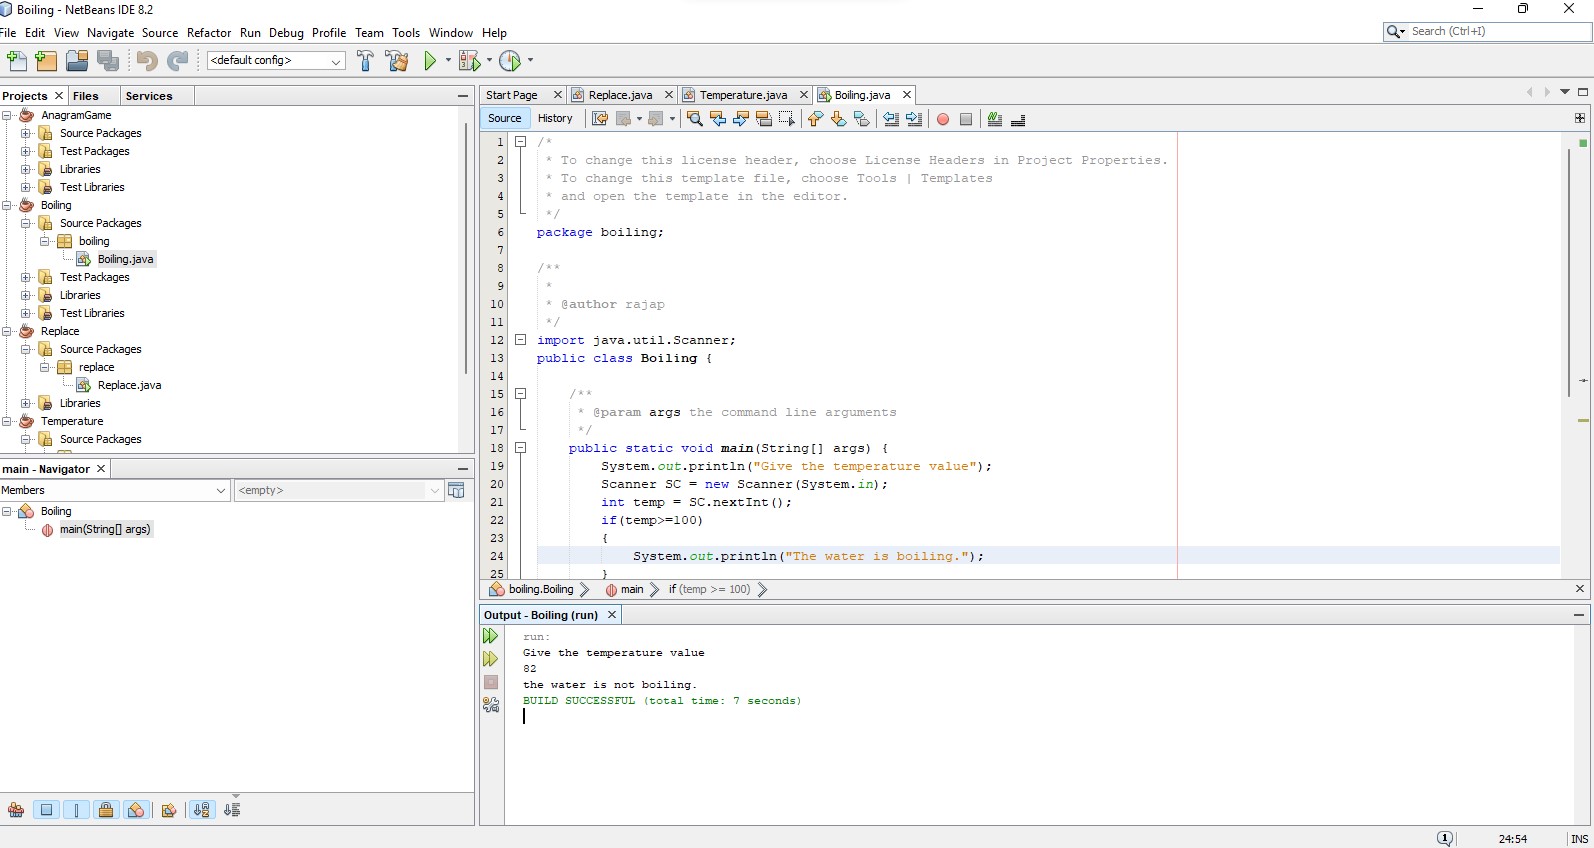 Boiling - NetBeans IDE 8.2
File Edit View Navigate Source Refactor Run Debug Profile Team Tools Window Help
Search (Ctrl+I)
<default config>
Projects Files Services
AnagramGame
Source Packages
Test Packages
Libraries
Test Libraries
Boiling
Source Packages
boiling
Boiling.java
Test Packages
Libraries
Test Libraries
Replace
Source Packages
replace
Replace.java
Libraries
Temperature
Source Packages
main - Navigator
Members
<empty>
Boiling
main(String[] args)
Start Page Replace.java Temperature.java Boiling.java
Source History
1 /*
2 * To change this license header, choose License Headers in Project Properties.
3 * To change this template file, choose Tools | Templates
4 * and open the template in the editor.
5 */
6 package boiling;
7
8 /**
9 *
10 * @author rajap
11 */
12 import java.util.Scanner;
13 public class Boiling {
14
15 /**
16 * @param args the command line arguments
17 */
18 public static void main(String[] args) {
19 System.out.println("Give the temperature value");
20 Scanner SC = new Scanner(System.in);
21 int temp = SC.nextInt();
22 if(temp>=100)
23 {
24 System.out.println("The water is boiling.");
25 }
boiling.Boiling main if (temp >= 100)
Output - Boiling (run)
run:
Give the temperature value
82
the water is not boiling.
BUILD SUCCESSFUL (total time: 7 seconds)
1 24:54 INS